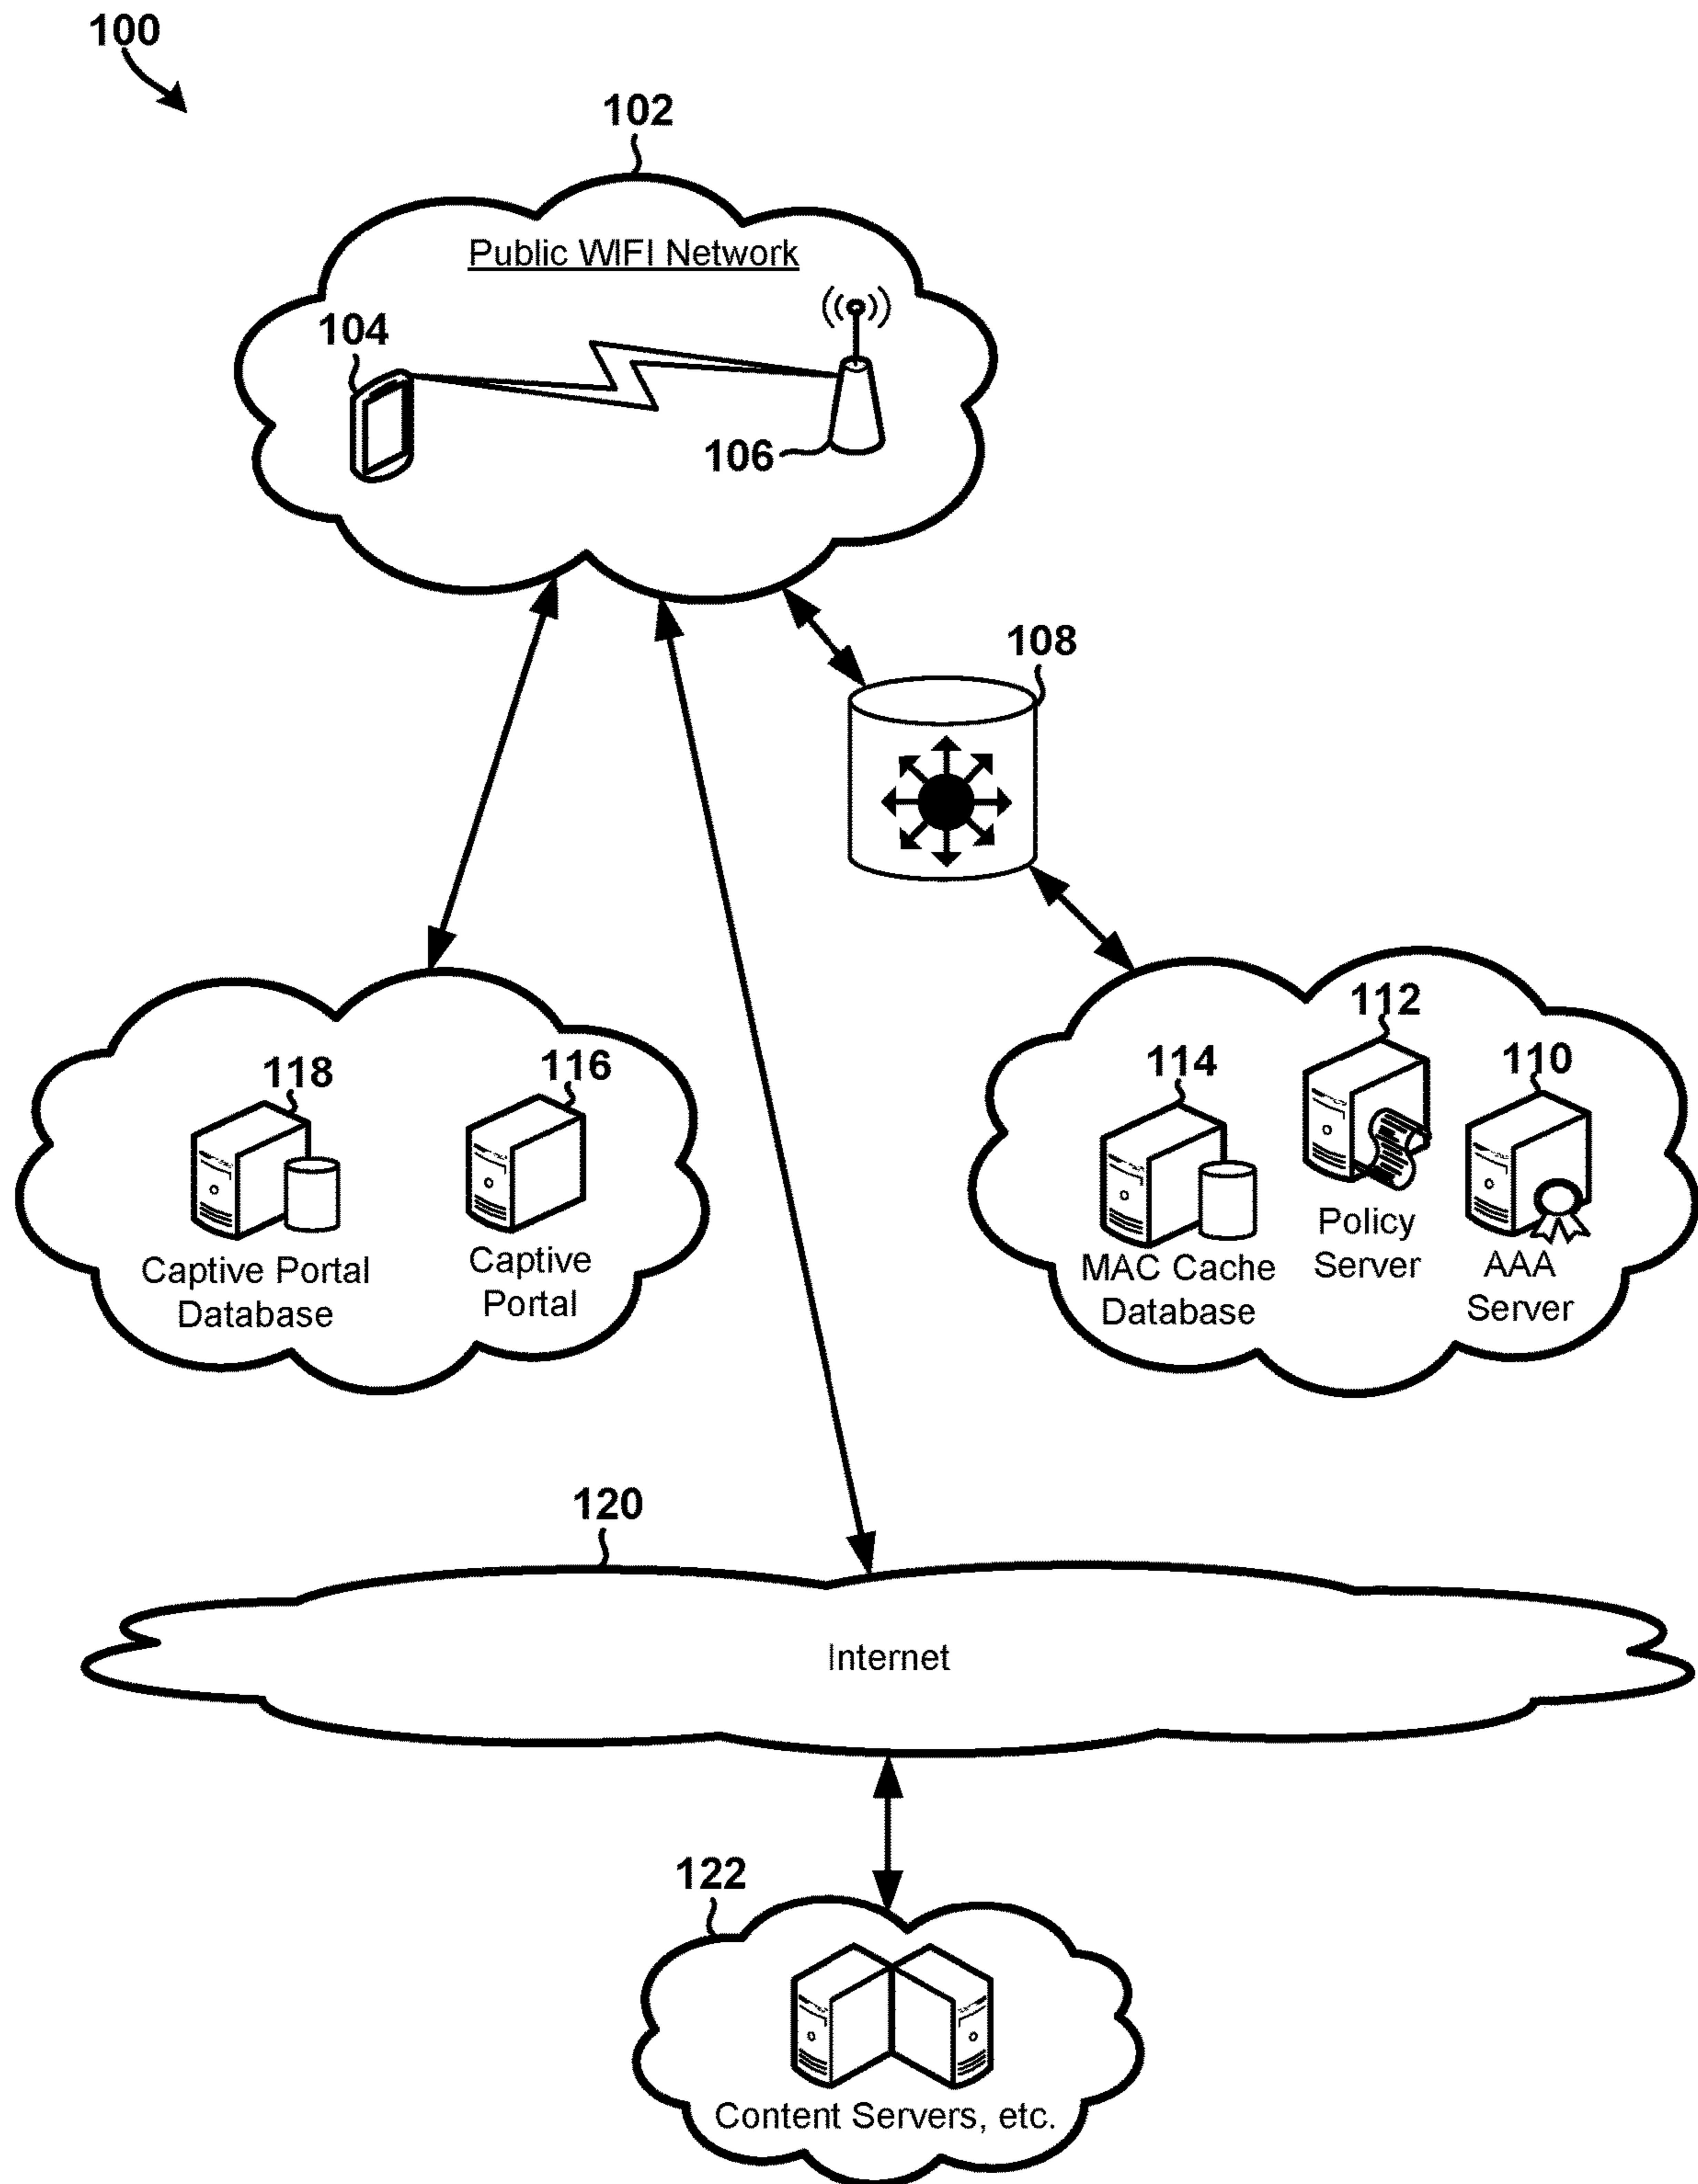 100
102
Public WIFI Network
104
106
108
118
116
Captive Portal
Database
Captive
Portal
112
114
110
MAC Cache
Database
Policy
Server
AAA
Server
120
Internet
122
Content Servers, etc.